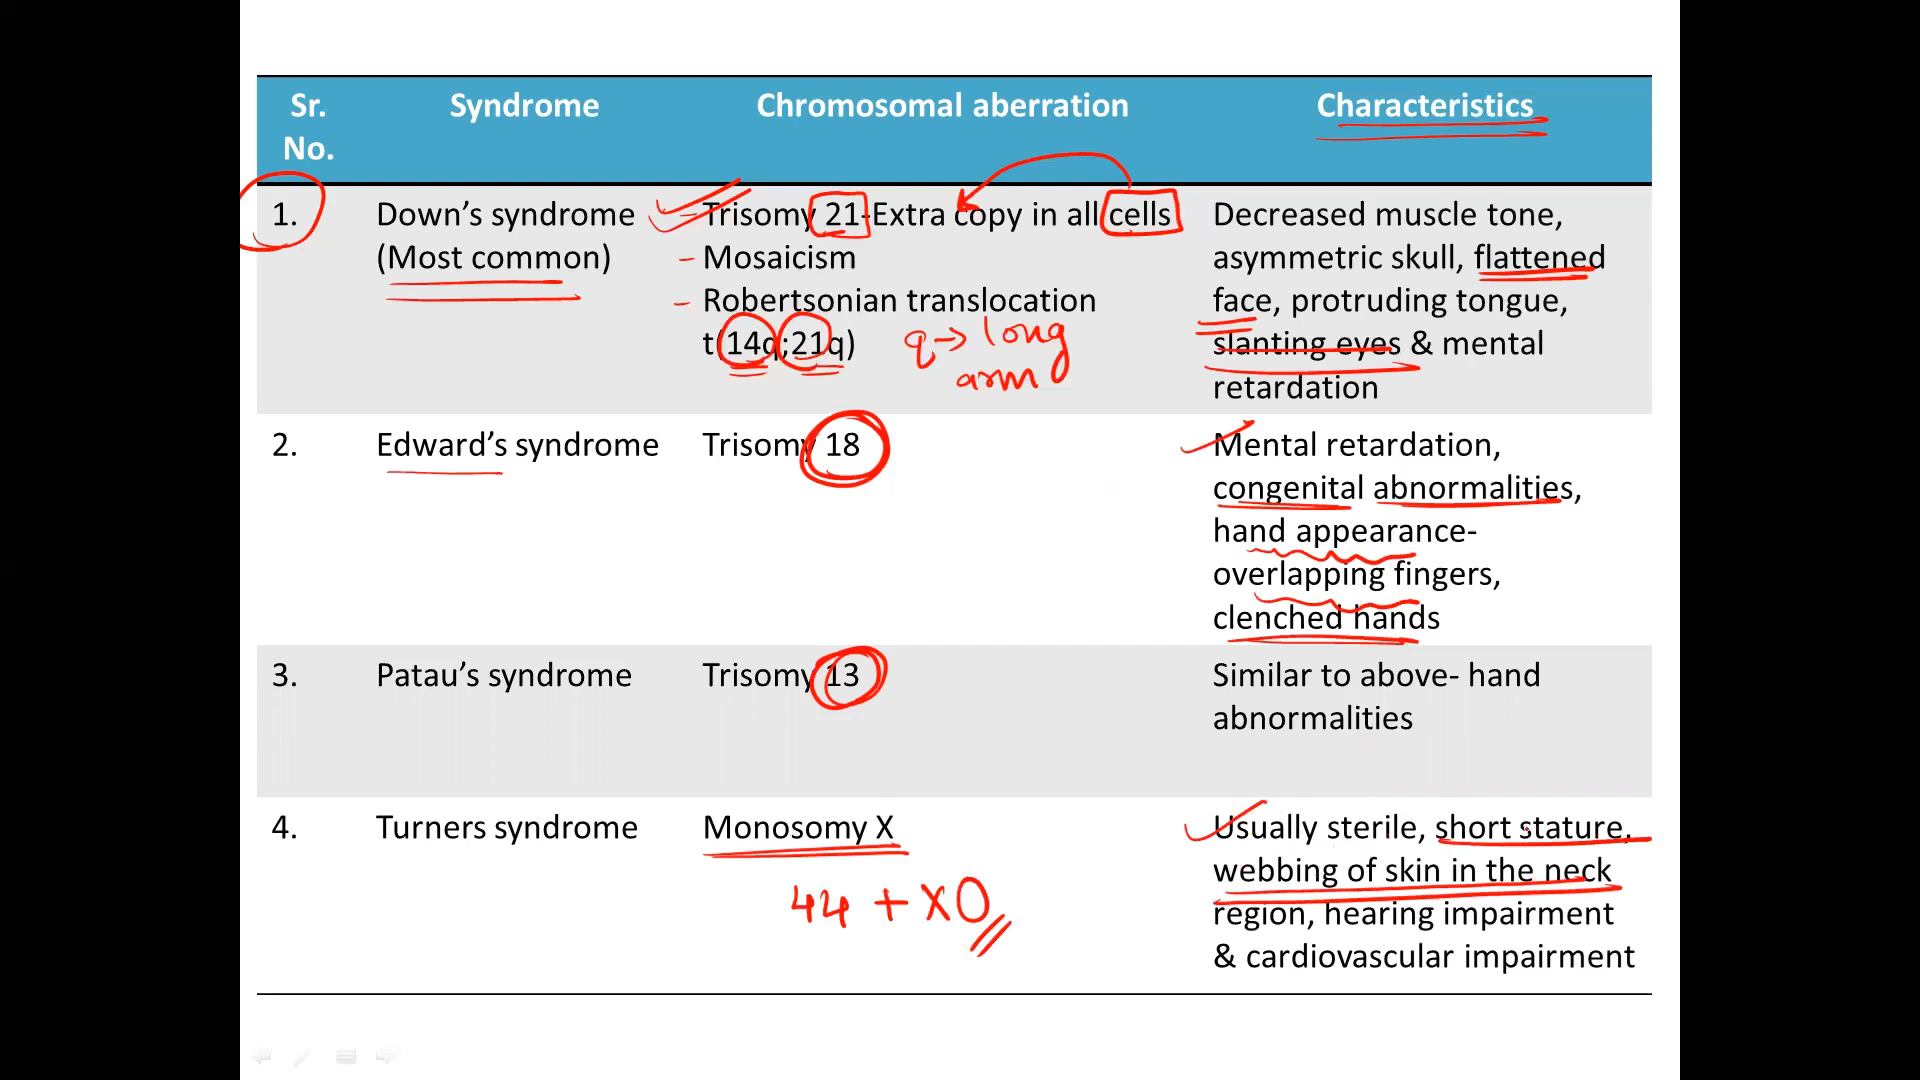 Sr. No.
Syndrome
Chromosomal aberration
Characteristics
1.
Down’s syndrome
(Most common)
- Trisomy 21-Extra copy in all cells
- Mosaicism
- Robertsonian translocation
t(14q;21q)
q→ long
arm
Decreased muscle tone,
asymmetric skull, flattened
face, protruding tongue,
slanting eyes & mental
retardation
2.
Edward’s syndrome
Trisomy 18
Mental retardation,
congenital abnormalities,
hand appearance-
overlapping fingers,
clenched hands
3.
Patau’s syndrome
Trisomy 13
Similar to above- hand
abnormalities
4.
Turners syndrome
Monosomy X
44 + XO
Usually sterile, short stature,
webbing of skin in the neck
region, hearing impairment
& cardiovascular impairment